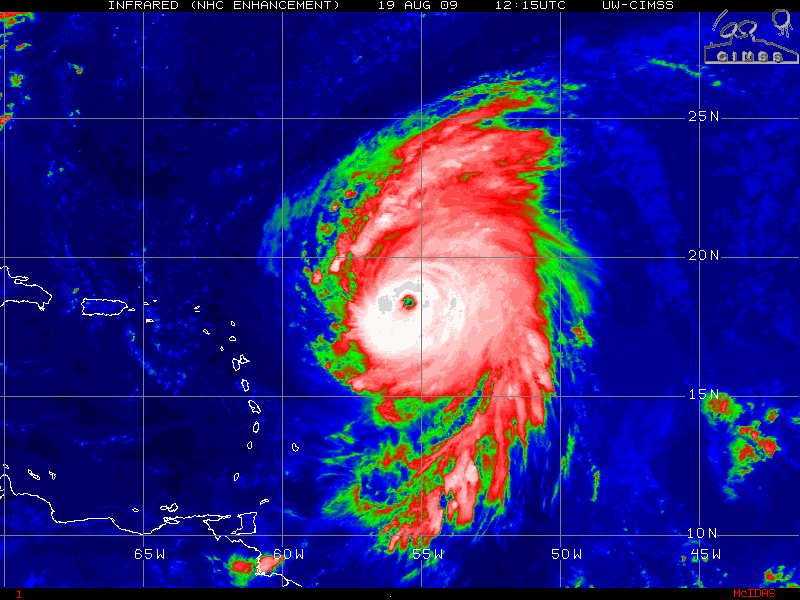 INFRARED (NHC ENHANCEMENT) 19 AUG 09 12:15UTC UW-CIMSS
CIMSS
25N
20N
15N
10N
65W 60W 55W 50W 45W
1 McIDAS